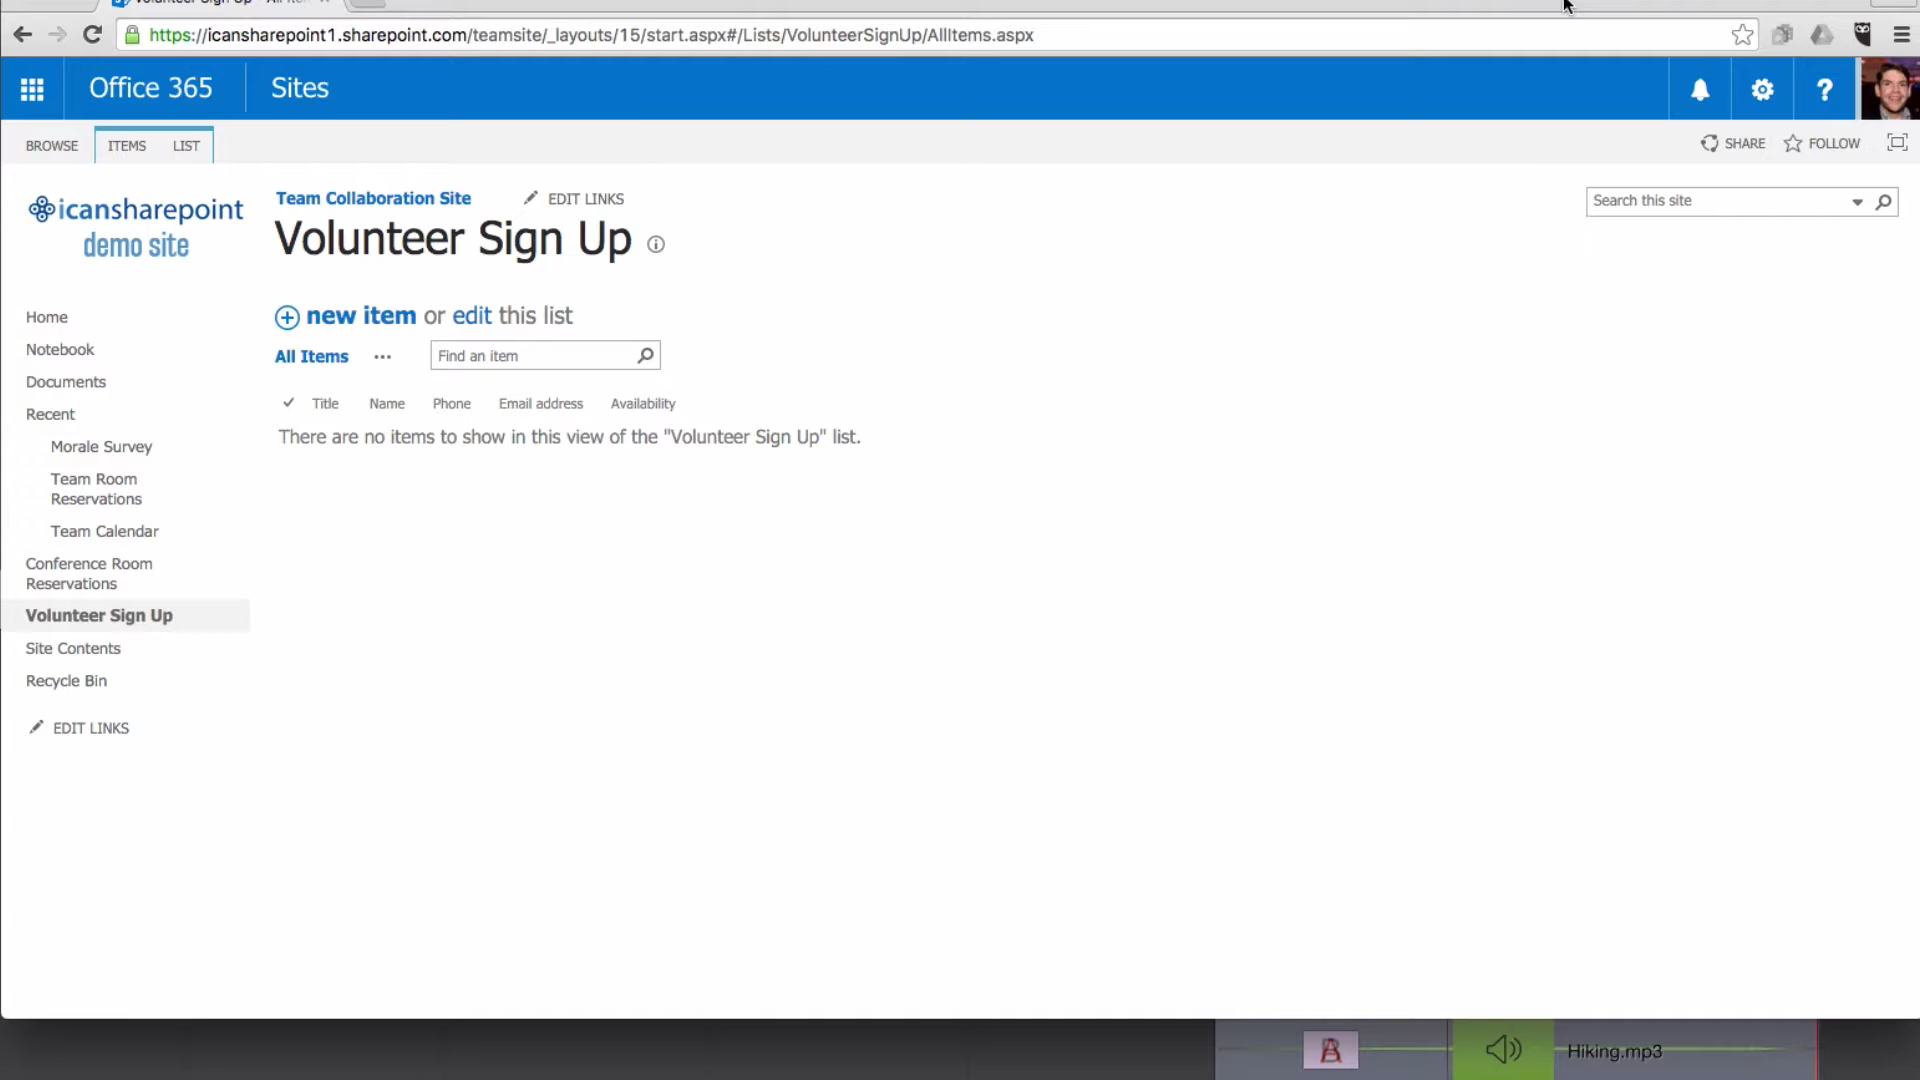 https://icansharepoint1.sharepoint.com/teamsite/_layouts/15/start.aspx#/Lists/VolunteerSignUp/AllItems.aspx
Office 365
Sites
?
BROWSE
ITEMS
LIST
SHARE
FOLLOW
icansharepoint
demo site
Team Collaboration Site
EDIT LINKS
Volunteer Sign Up
Search this site
new item or edit this list
All Items
...
Find an item
Title Name Phone Email address Availability
There are no items to show in this view of the "Volunteer Sign Up" list.
Home
Notebook
Documents
Recent
Morale Survey
Team Room
Reservations
Team Calendar
Conference Room
Reservations
Volunteer Sign Up
Site Contents
Recycle Bin
EDIT LINKS
Hiking.mp3